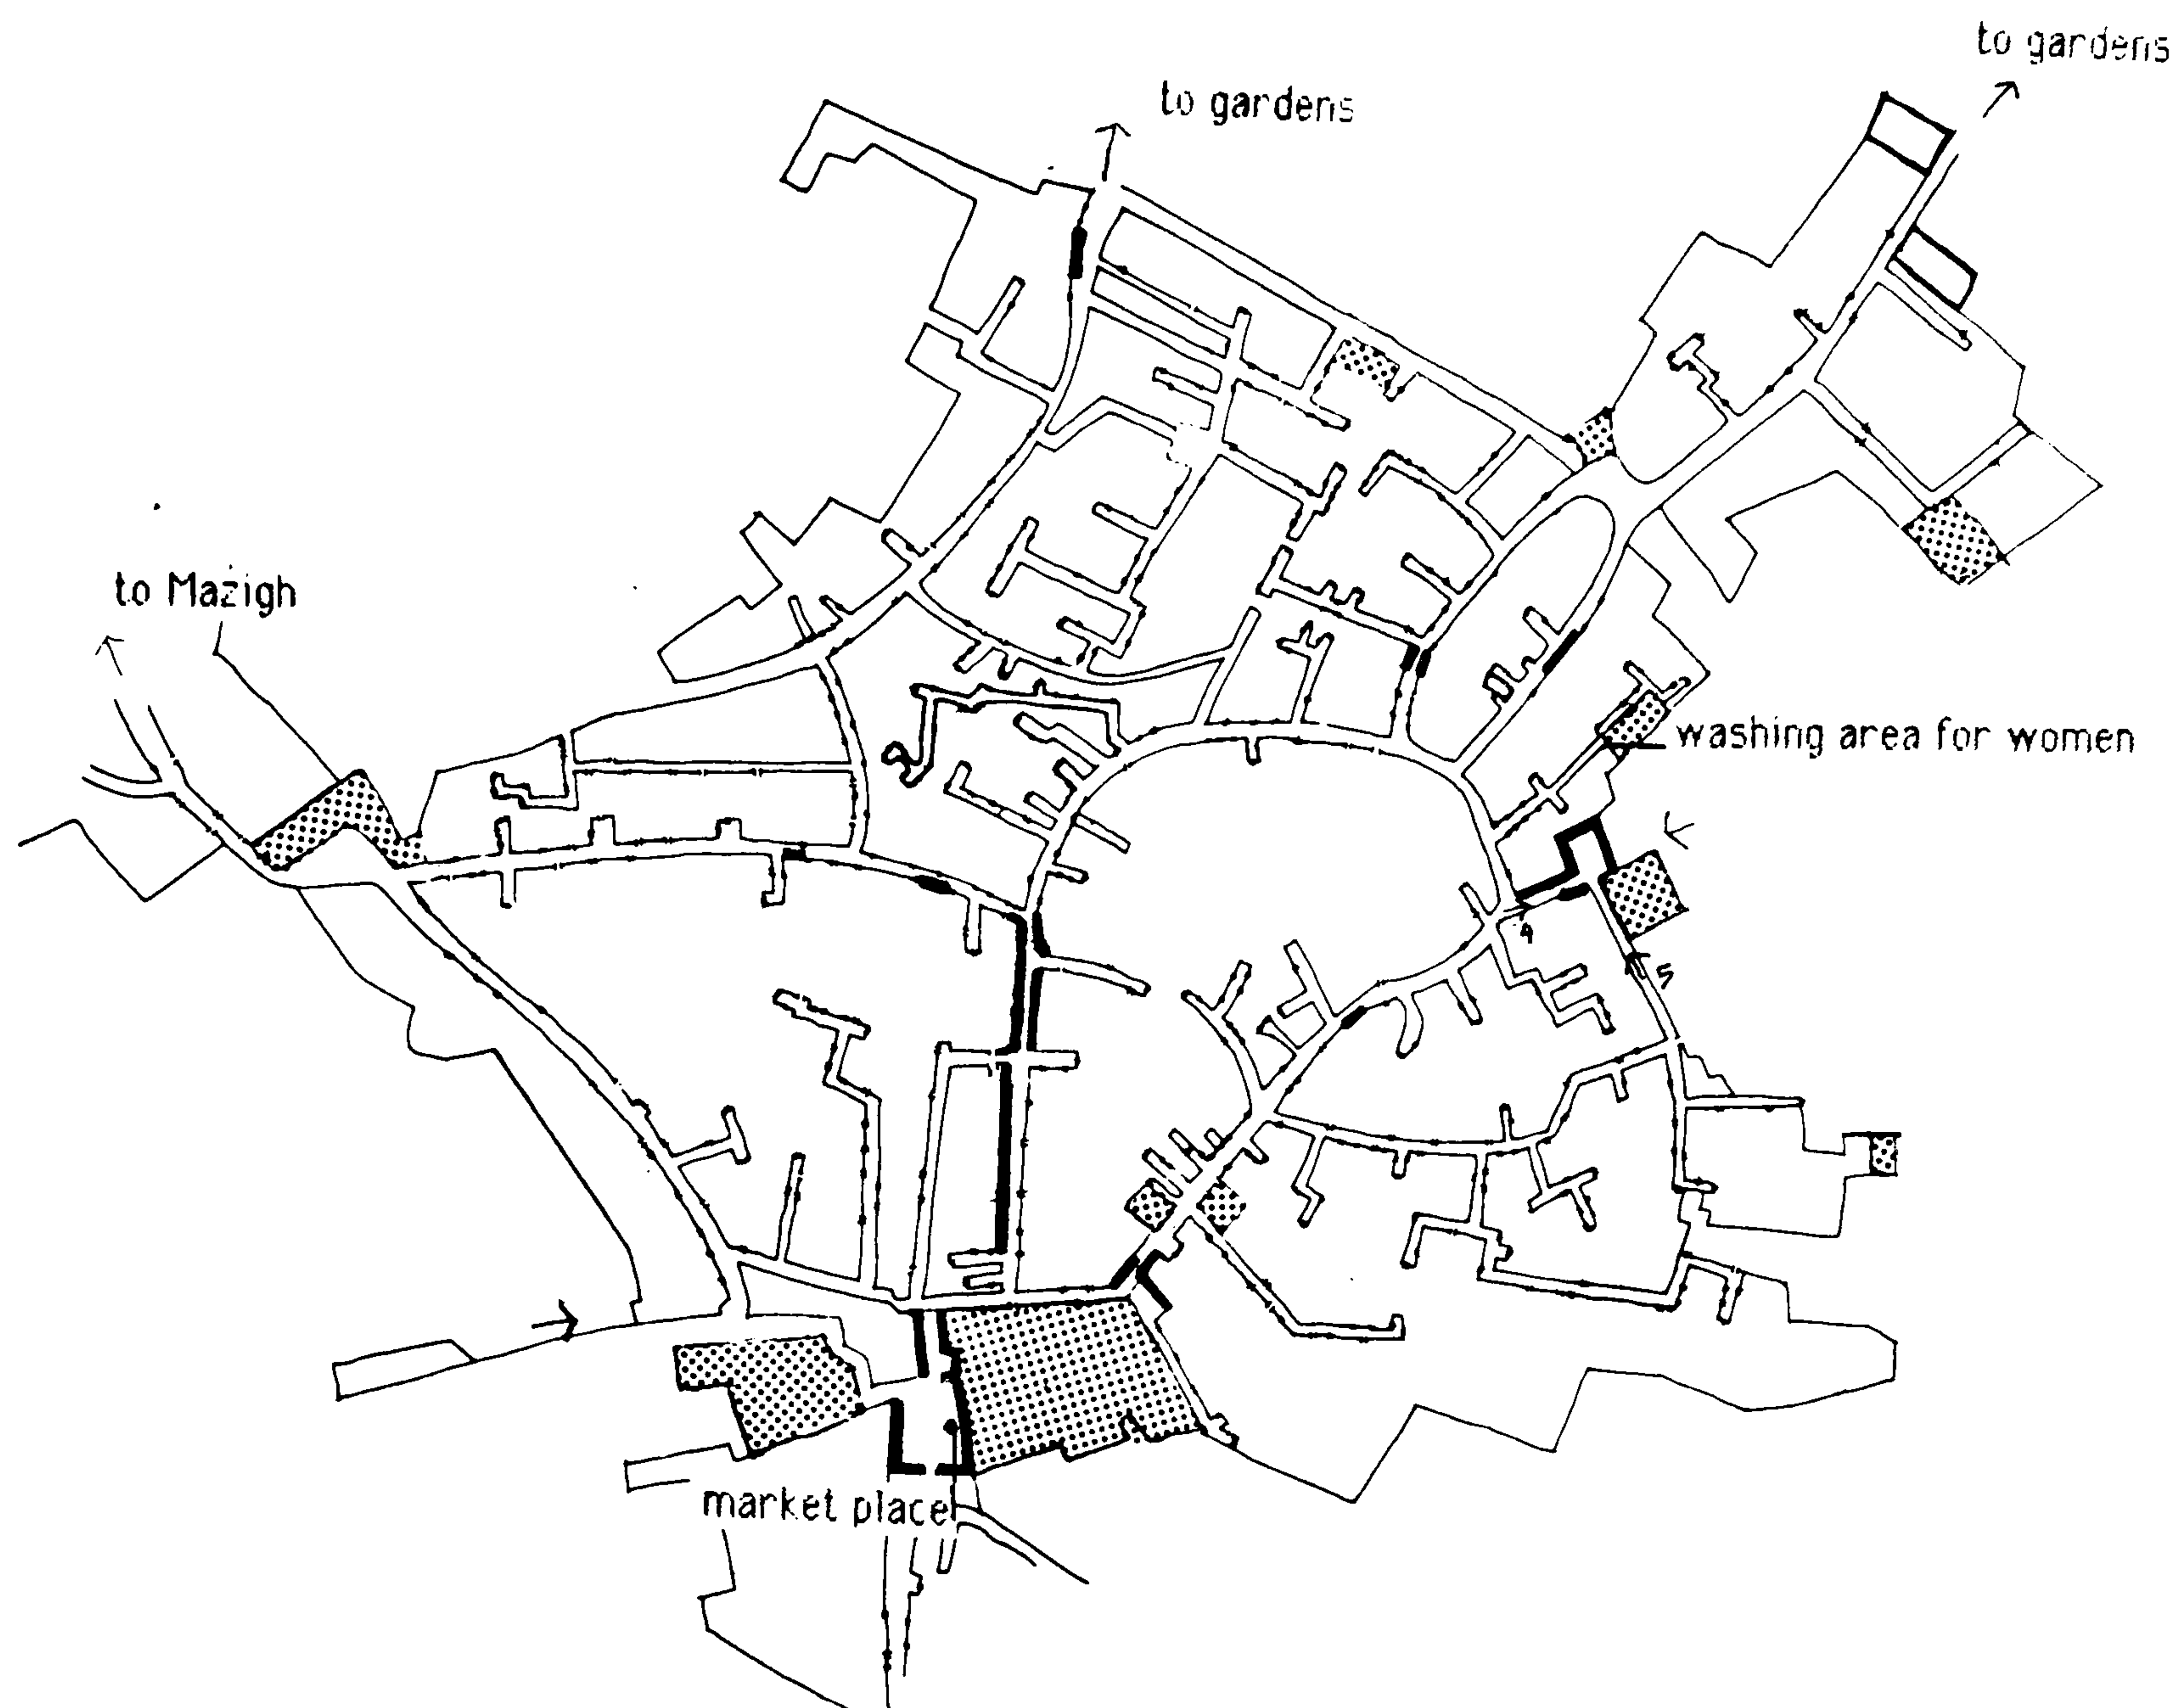 to gardens
to gardens
to Mazigh
washing area for women
4
5
market place